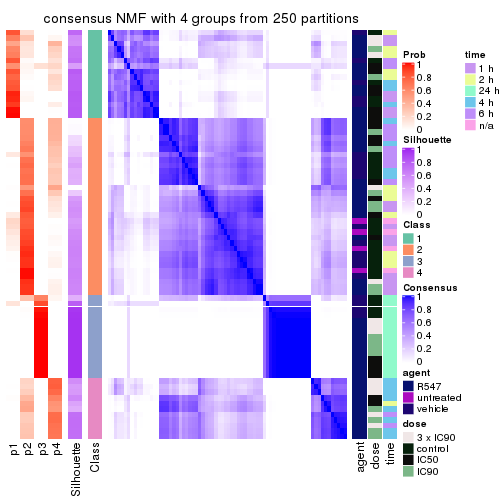 consensus NMF with 4 groups from 250 partitions
Prob
1
0.8
0.6
0.4
0.2
0
Silhouette
1
0.8
0.6
0.4
0.2
0
Class
1
2
3
4
Consensus
1
0.8
0.6
0.4
0.2
0
agent
R547
untreated
vehicle
dose
3 x IC90
control
IC50
IC90
time
1 h
2 h
24 h
4 h
6 h
n/a
p1
p2
p3
p4
Silhouette
Class
agent
dose
time